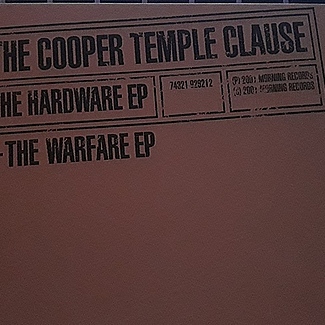 THE COOPER TEMPLE CLAUSE
THE HARDWARE EP
74321 929212
(P) 2001 MORNING RECORDS
(C) 2001 MORNING RECORDS
+ THE WARFARE EP